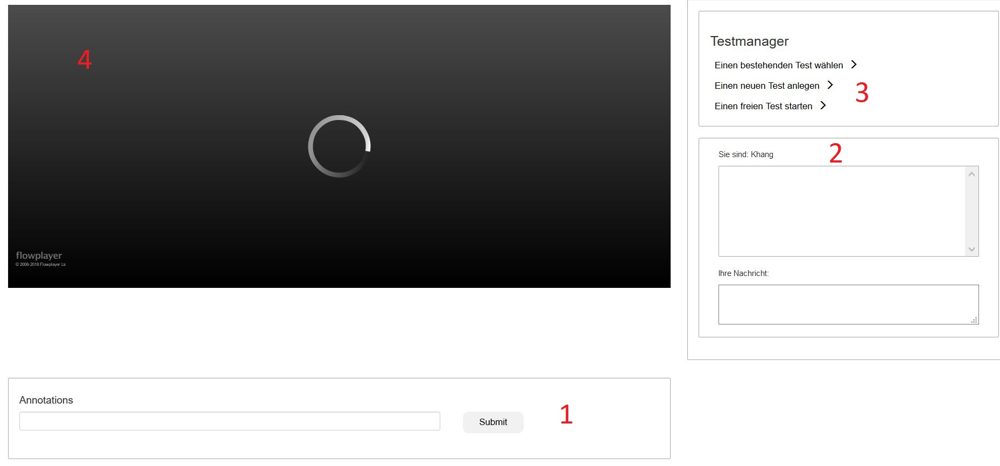 4
flowplayer
© 2008-2018 Flowplayer Ltd
Testmanager
Einen bestehenden Test wählen
Einen neuen Test anlegen
3
Einen freien Test starten
Sie sind: Khang
2
Ihre Nachricht:
Annotations
Submit
1